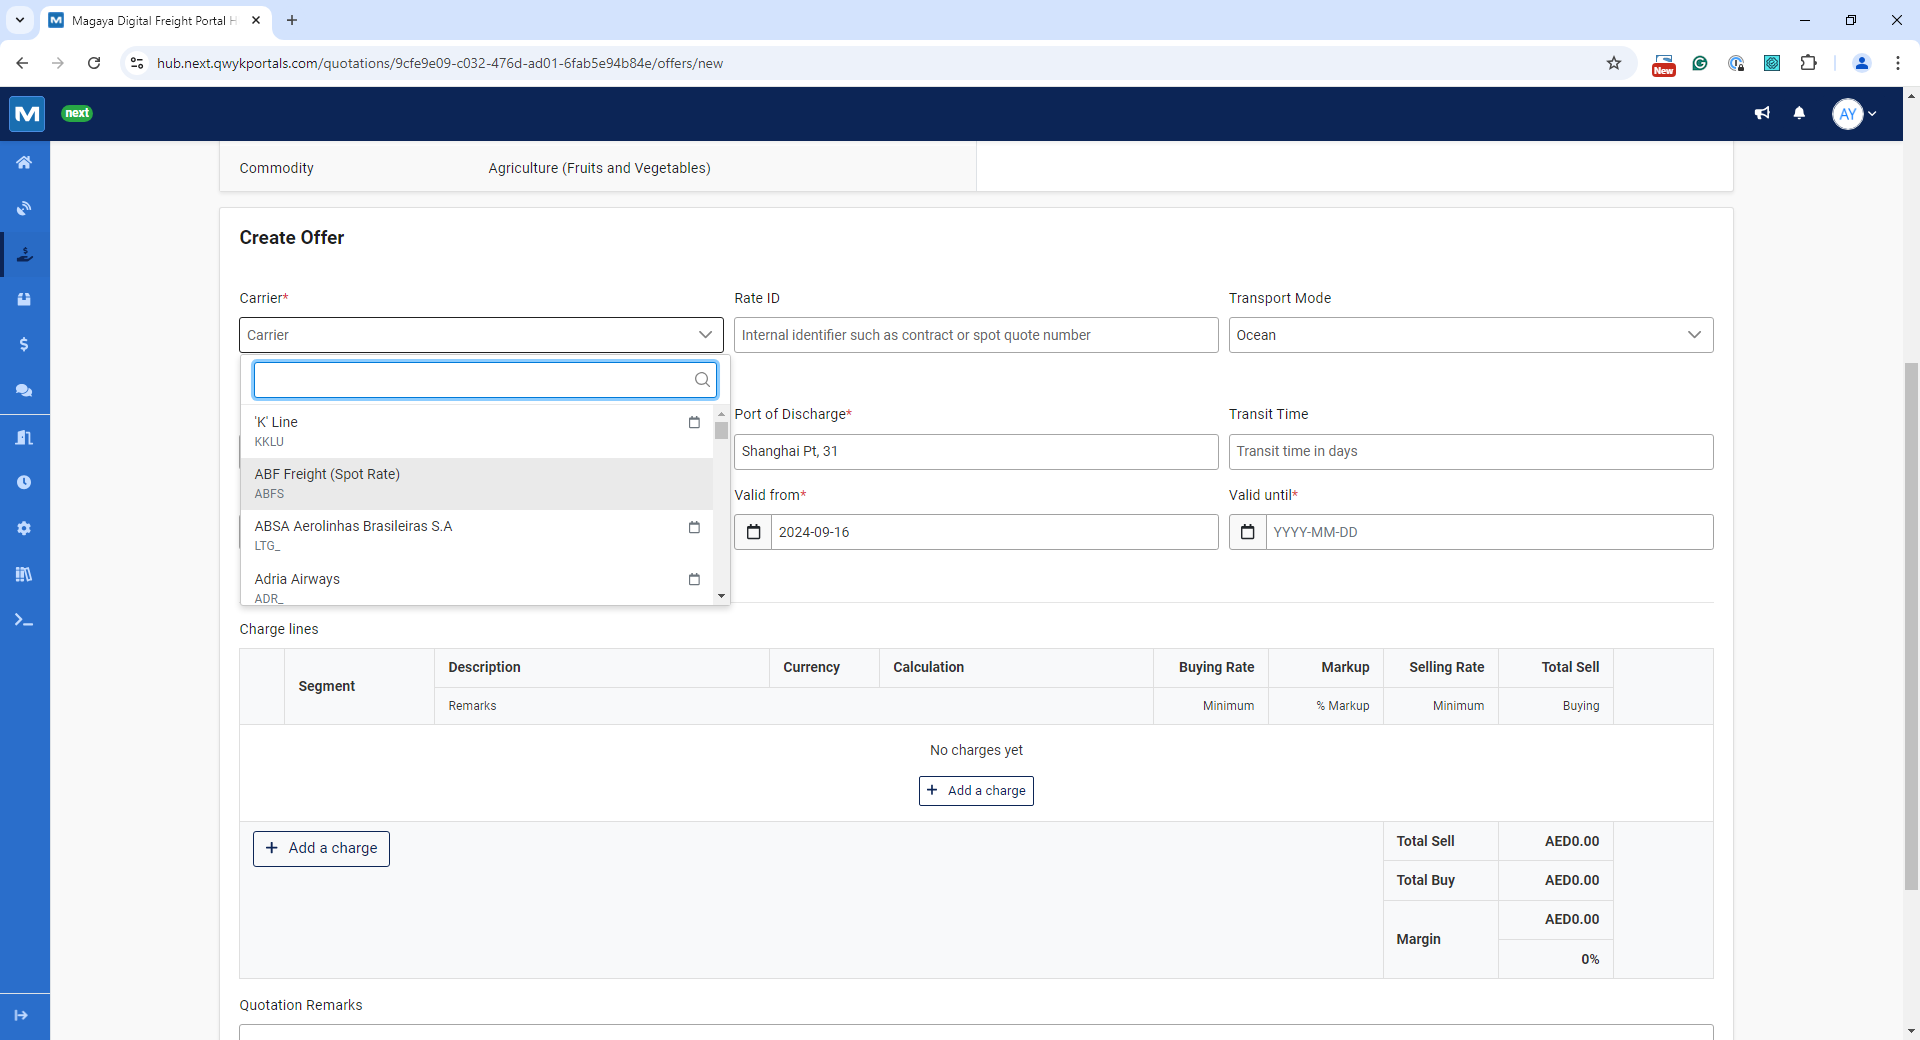 Magaya Digital Freight Portal H
hub.next.qwykportals.com/quotations/9cfe9e09-c032-476d-ad01-6fab5e94b84e/offers/new
New
M
next
AY
Commodity
Agriculture (Fruits and Vegetables)
Create Offer
Carrier*
Rate ID
Transport Mode
Carrier
Internal identifier such as contract or spot quote number
Ocean
'K' Line
KKLU
ABF Freight (Spot Rate)
ABFS
ABSA Aerolinhas Brasileiras S.A
LTG_
Adria Airways
ADR_
Port of Discharge*
Transit Time
Shanghai Pt, 31
Transit time in days
Valid from*
Valid until*
2024-09-16
YYYY-MM-DD
Charge lines
Segment
Description
Currency
Calculation
Buying Rate
Markup
Selling Rate
Total Sell
Remarks
Minimum
% Markup
Minimum
Buying
No charges yet
Add a charge
Add a charge
Total Sell
AED0.00
Total Buy
AED0.00
Margin
AED0.00
0%
Quotation Remarks